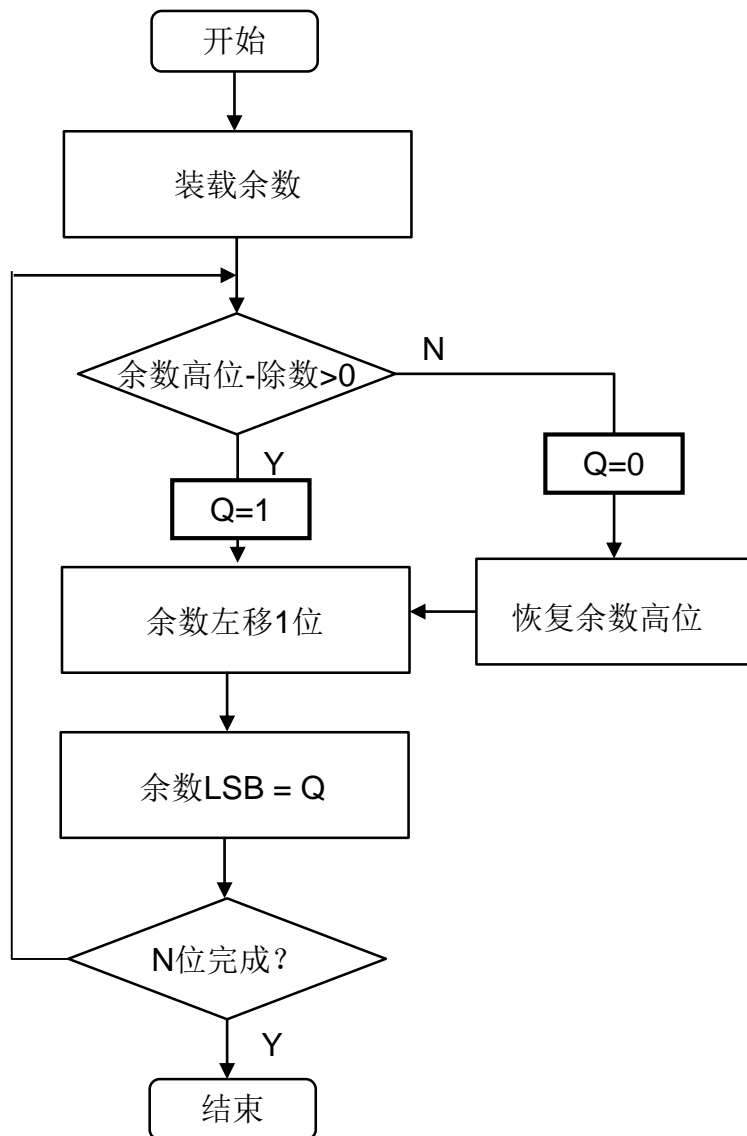 开始
装载余数
余数高位-除数>0
N
Y
Q=0
Q=1
余数左移1位
恢复余数高位
余数LSB = Q
N位完成？
Y
结束